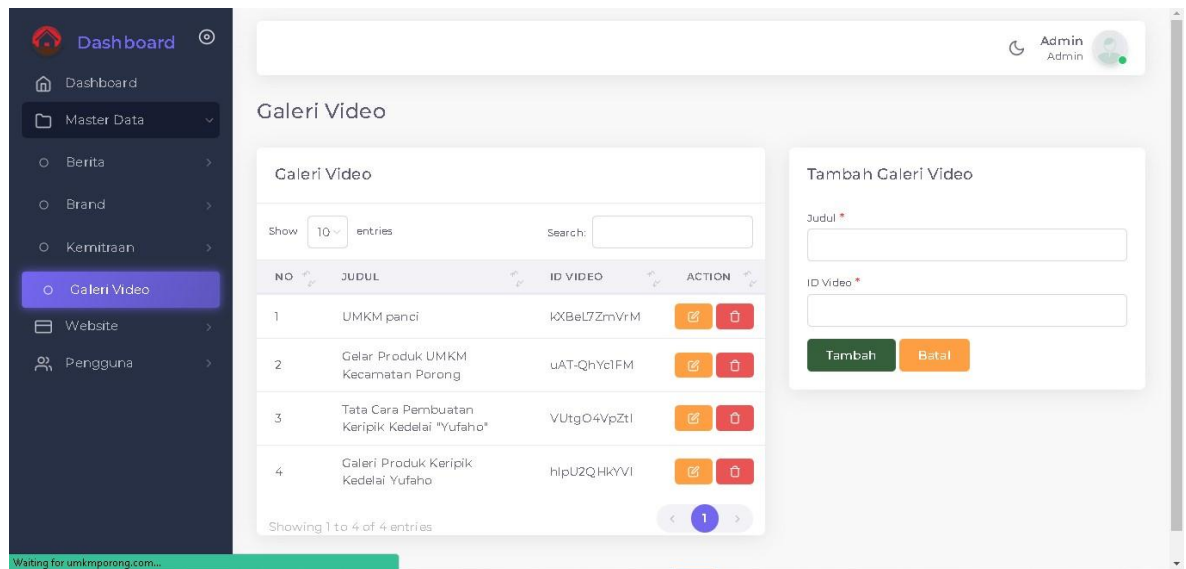 Dashboard
Admin
Admin
Dashboard
Master Data
Berita
Brand
Kemitraan
Galeri Video
Website
Pengguna
Galeri Video
Galeri Video
Show 10 entries Search:
NO JUDUL ID VIDEO ACTION
1 UMKM panci kXBeL7ZmVrM
2 Gelar Produk UMKM
Kecamatan Porong uAT-QhYc1FM
3 Tata Cara Pembuatan
Keripik Kedelai "Yufaho" VUtgO4VpZtI
4 Galeri Produk Keripik
Kedelai Yufaho hIpU2QHkYVI
Showing 1 to 4 of 4 entries
1
Tambah Galeri Video
Judul *
ID Video *
Tambah Batal
Waiting for umkmporong.com...